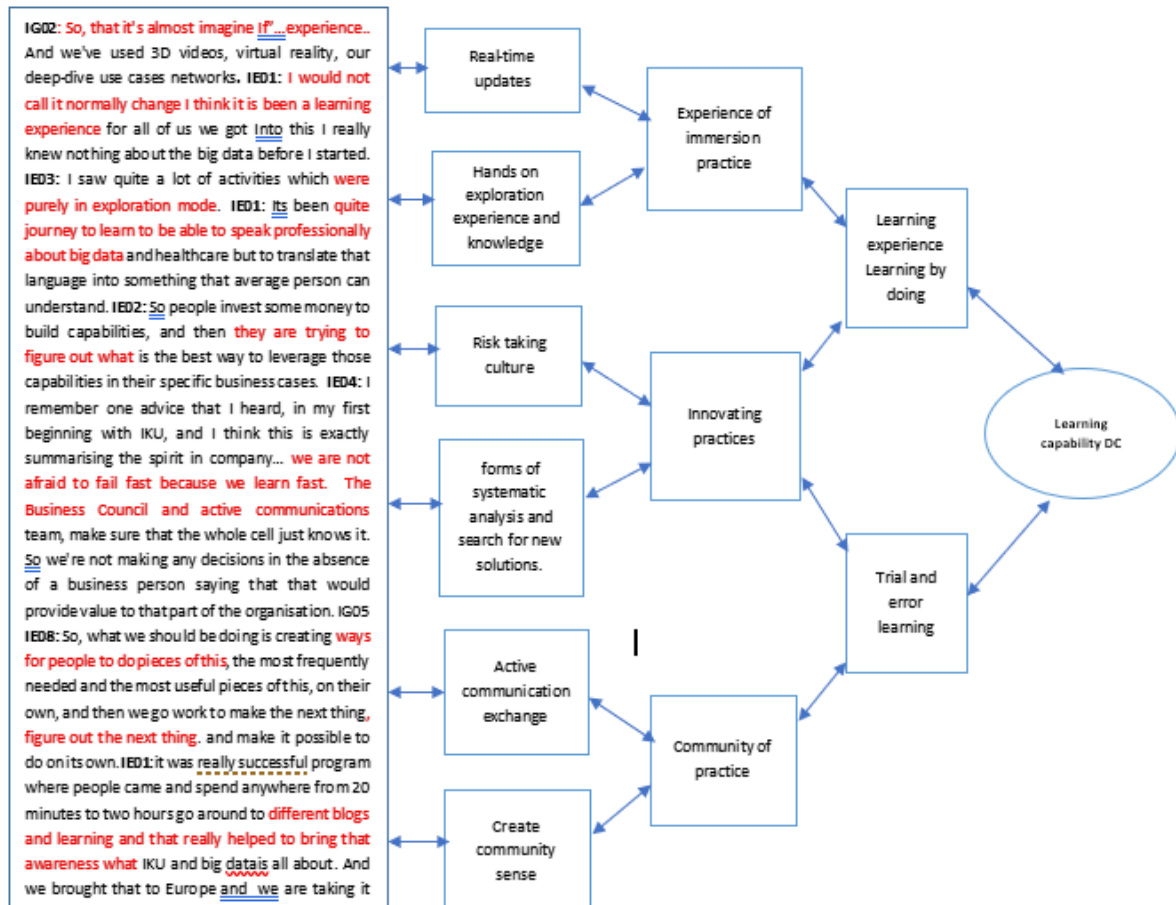 IG02: So, that it's almost imagine If"...experience..
And we've used 3D videos, virtual reality, our
deep-dive use cases networks. IE01: I would not
call it normally change I think it is been a learning
experience for all of us we got Into this I really
knew nothing about the big data before I started.
IE03: I saw quite a lot of activities which were
purely in exploration mode. IE01: Its been quite
journey to learn to be able to speak professionally
about big data and healthcare but to translate that
language into something that average person can
understand. IE02: So people invest some money to
build capabilities, and then they are trying to
figure out what is the best way to leverage those
capabilities in their specific business cases. IE04: I
remember one advice that I heard, in my first
beginning with IKU, and I think this is exactly
summarising the spirit in company... we are not
afraid to fail fast because we learn fast. The
Business Council and active communications
team, make sure that the whole cell just knows it.
So we're not making any decisions in the absence
of a business person saying that that would
provide value to that part of the organisation. IG05
IE08: So, what we should be doing is creating ways
for people to do pieces of this, the most frequently
needed and the most useful pieces of this, on their
own, and then we go work to make the next thing,
figure out the next thing. and make it possible to
do on its own. IE01:it was really successful program
where people came and spend anywhere from 20
minutes to two hours go around to different blogs
and learning and that really helped to bring that
awareness what IKU and big datais all about. And
we brought that to Europe and we are taking it
Real-time
updates
Hands on
exploration
experience and
knowledge
Risk taking
culture
forms of
systematic
analysis and
search for new
solutions.
Active
communication
exchange
Create
community
sense
Experience of
immersion
practice
Innovating
practices
Community of
practice
Learning
experience
Learning by
doing
Trial and
error
learning
Learning
capability DC